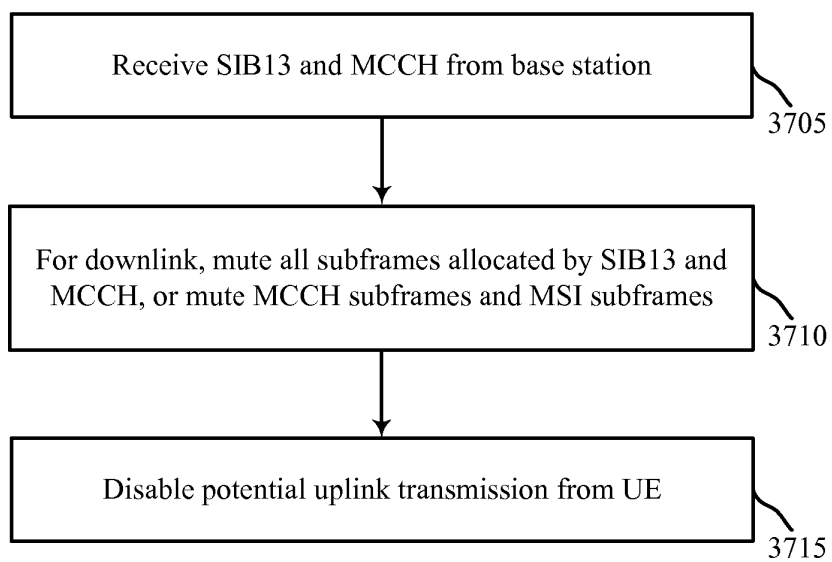 Receive SIB13 and MCCH from base station
3705
For downlink, mute all subframes allocated by SIB13 and
MCCH, or mute MCCH subframes and MSI subframes
3710
Disable potential uplink transmission from UE
3715